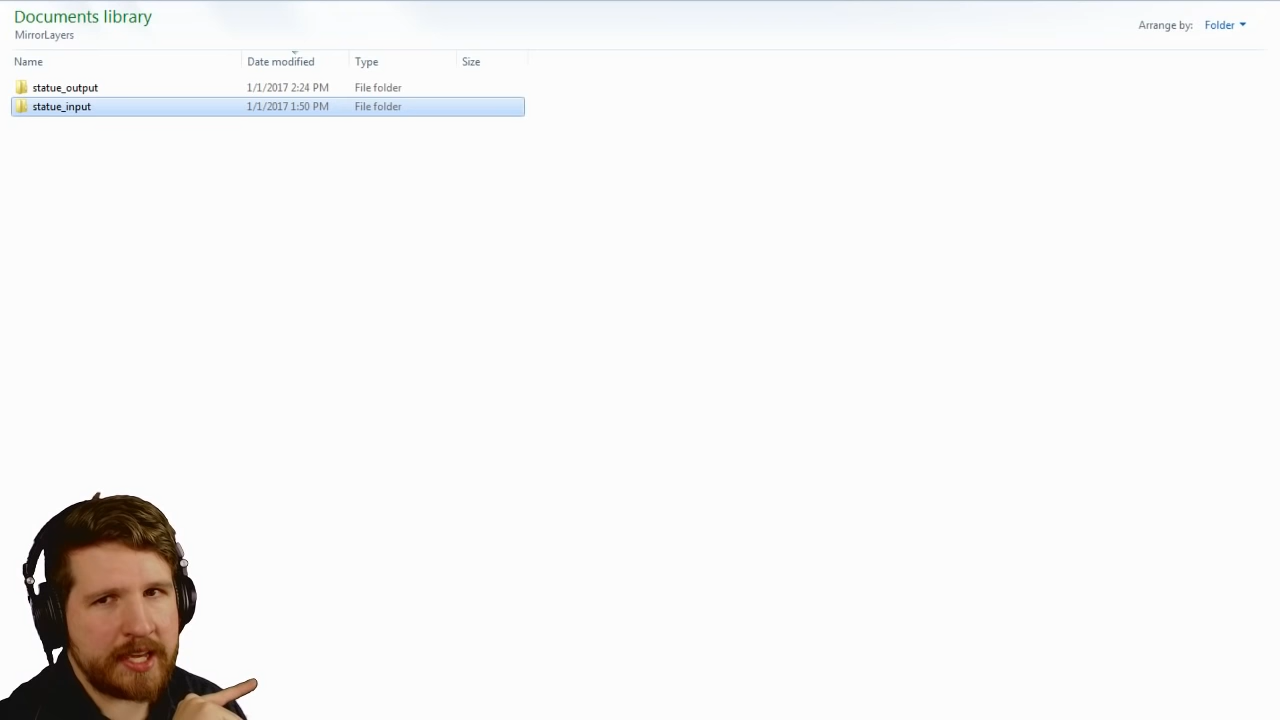 Documents library
MirrorLayers
Arrange by: Folder
Name Date modified Type Size
statue_output 1/1/2017 2:24 PM File folder
statue_input 1/1/2017 1:50 PM File folder